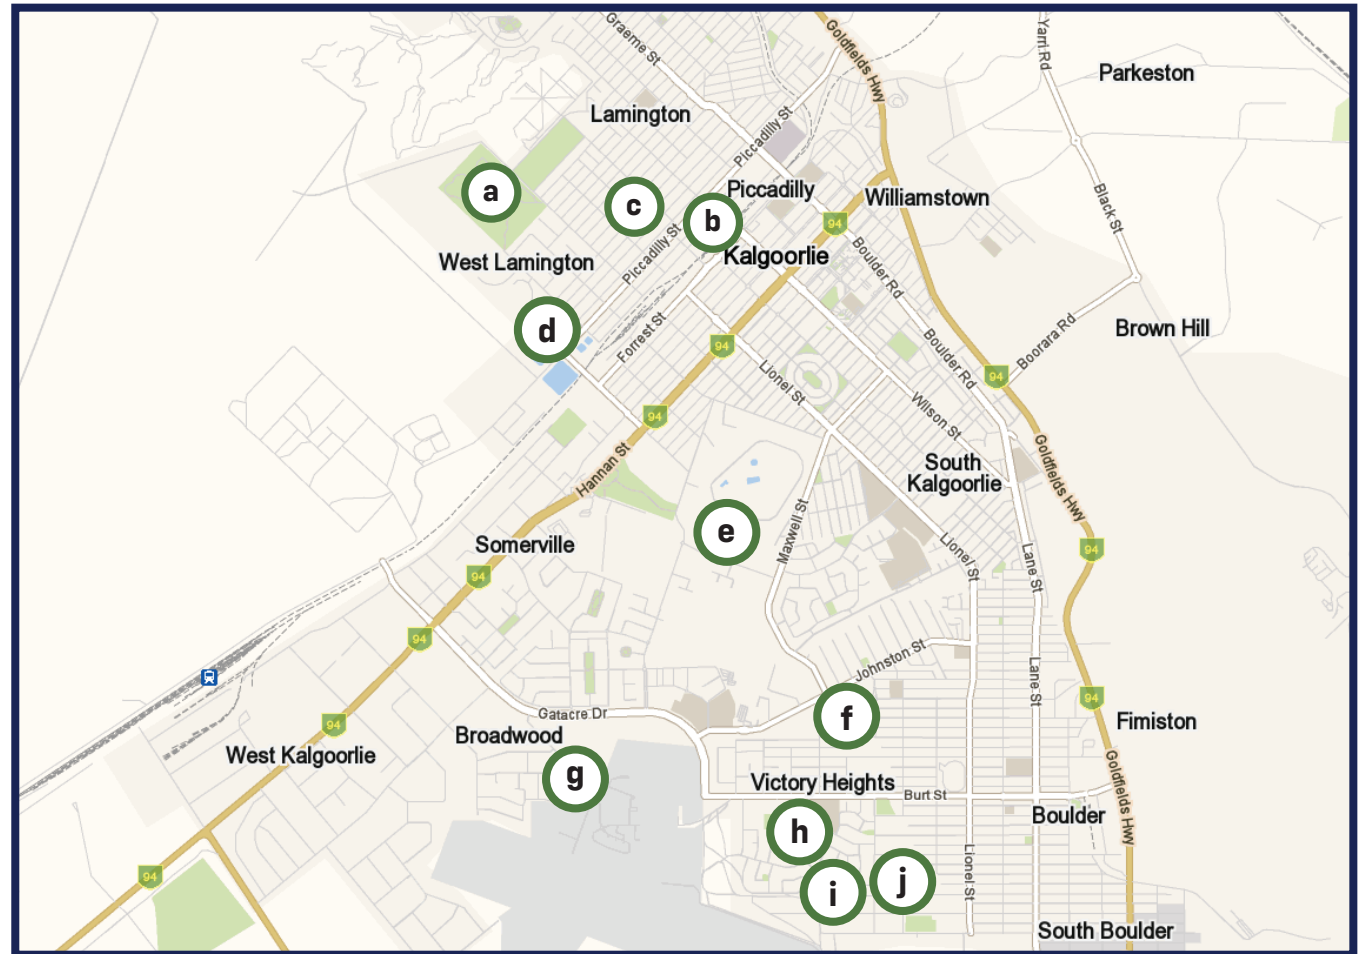 Graeme St
Goldfields Hwy
Yarri Rd
Parkeston
Lamington
Piccadilly St
a
c
b
Piccadilly
Williamstown
Black St
94
Piccadilly St
West Lamington
Kalgoorlie
Boulder Rd
d
Forrest St
94
Boulder Rd
Boorara Rd
Brown Hill
Lionel St
94
94
Wilson St
Hannan St
South
Kalgoorlie
Goldfields Hwy
e
Maxwell St
Somerville
Lionel St
Lane St
94
94
94
Johnston St
Lane St
94
f
Gatacre Dr
Broadwood
94
Fimiston
West Kalgoorlie
g
Victory Heights
Burt St
Goldfields Hwy
Boulder
h
94
i
j
Lionel St
South Boulder